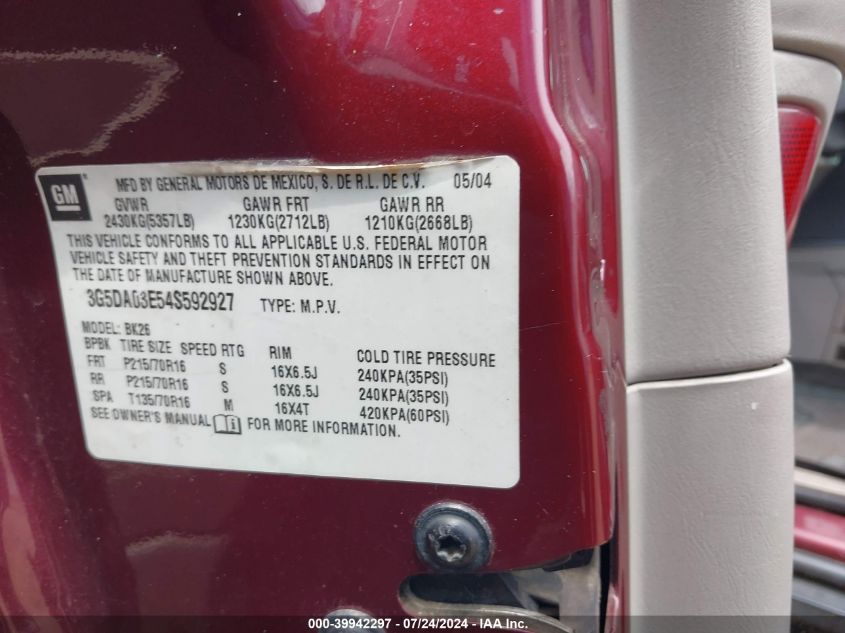 GM
MFD BY GENERAL MOTORS DE MEXICO, S. DE R.L. DE C.V. 05/04
GVWR GAWR FRT GAWR RR
2430KG(5357LB) 1230KG(2712LB) 1210KG(2668LB)
THIS VEHICLE CONFORMS TO ALL APPLICABLE U.S. FEDERAL MOTOR
VEHICLE SAFETY AND THEFT PREVENTION STANDARDS IN EFFECT ON
THE DATE OF MANUFACTURE SHOWN ABOVE.
3G5DA03E54S592927 TYPE: M.P.V.
MODEL: BK26
BPBK TIRE SIZE SPEED RTG RIM COLD TIRE PRESSURE
FRT P215/70R16 S 16X6.5J 240KPA(35PSI)
RR P215/70R16 S 16X6.5J 240KPA(35PSI)
SPA T135/70R16 M 16X4T 420KPA(60PSI)
SEE OWNER'S MANUAL FOR MORE INFORMATION.
000-39942297 - 07/24/2024 - IAA Inc.